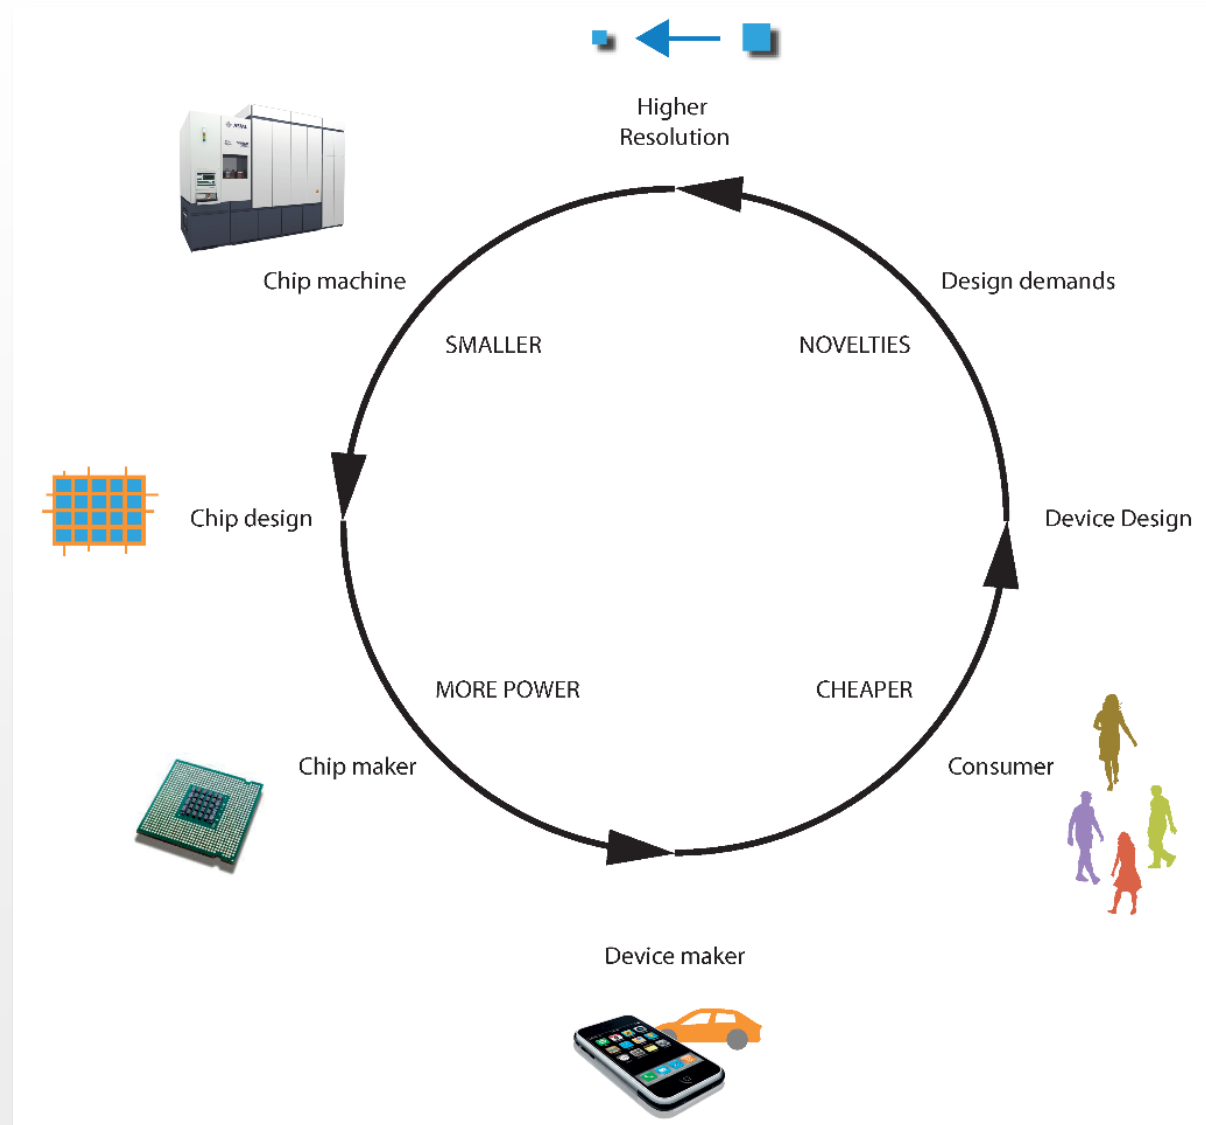 Higher
Resolution
Chip machine
Design demands
SMALLER
NOVELTIES
Chip design
Device Design
MORE POWER
CHEAPER
Chip maker
Consumer
Device maker